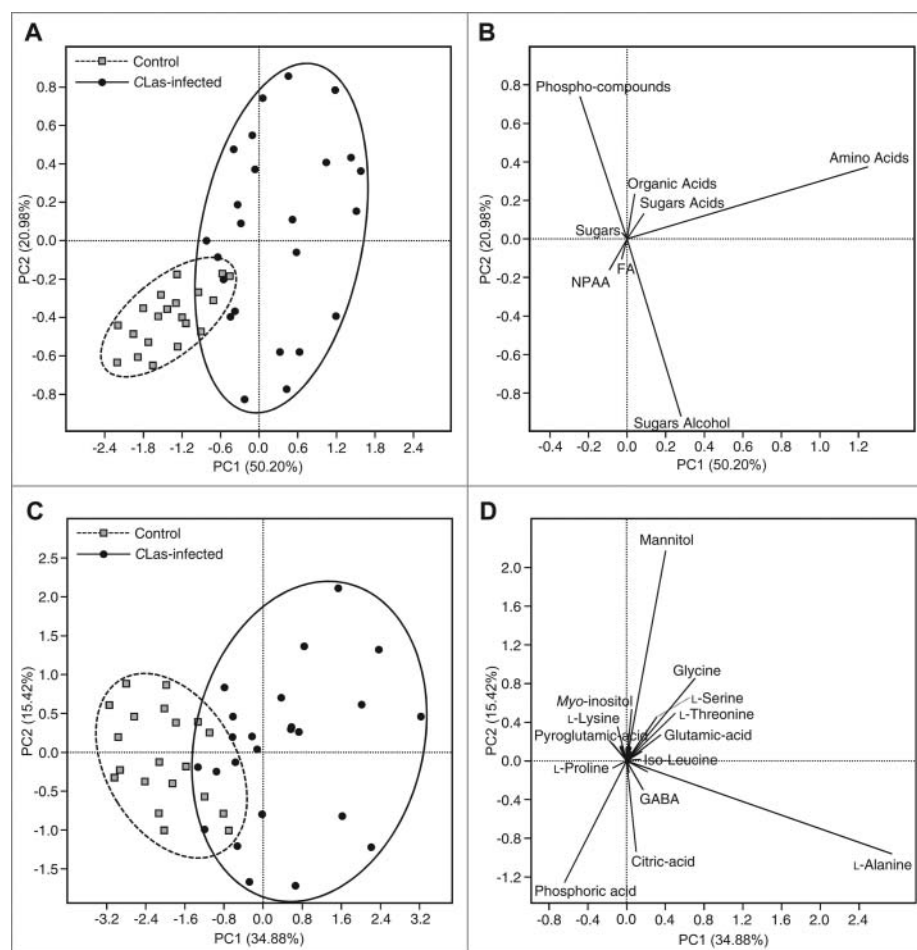 A
Control
CLas-infected
0.8
0.6
0.4
0.2
0.0
-0.2
-0.4
-0.6
-0.8
PC2 (20.98%)
-2.4 -1.8 -1.2 -0.6 0.0 0.6 1.2 1.8 2.4
PC1 (50.20%)
B
0.8
0.6
0.4
0.2
0.0
-0.2
-0.4
-0.6
-0.8
PC2 (20.98%)
Phospho-compounds
Amino Acids
Organic Acids
Sugars Acids
Sugars
FA
NPAA
Sugars Alcohol
-0.4 -0.2 0.0 0.2 0.4 0.6 0.8 1.0 1.2
PC1 (50.20%)
C
Control
CLas-infected
2.5
2.0
1.5
1.0
0.5
0.0
-0.5
-1.0
-1.5
PC2 (15.42%)
-3.2 -2.4 -1.6 -0.8 0.0 0.8 1.6 2.4 3.2
PC1 (34.88%)
D
2.0
1.6
1.2
0.8
0.4
0.0
-0.4
-0.8
-1.2
PC2 (15.42%)
Mannitol
Glycine
Myo-inositol
L-Serine
L-Lysine
L-Threonine
Pyroglutamic-acid
Glutamic-acid
Iso-Leucine
L-Proline
GABA
Citric-acid
L-Alanine
Phosphoric acid
-0.8 -0.4 0.0 0.4 0.8 1.2 1.6 2.0 2.4
PC1 (34.88%)